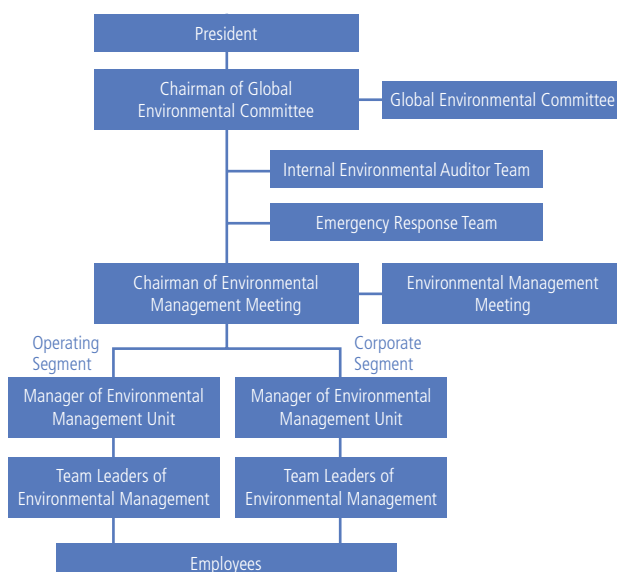 President
Chairman of Global
Environmental Committee
Global Environmental Committee
Internal Environmental Auditor Team
Emergency Response Team
Chairman of Environmental
Management Meeting
Environmental Management
Meeting
Operating
Segment
Corporate
Segment
Manager of Environmental
Management Unit
Manager of Environmental
Management Unit
Team Leaders of
Environmental Management
Team Leaders of
Environmental Management
Employees